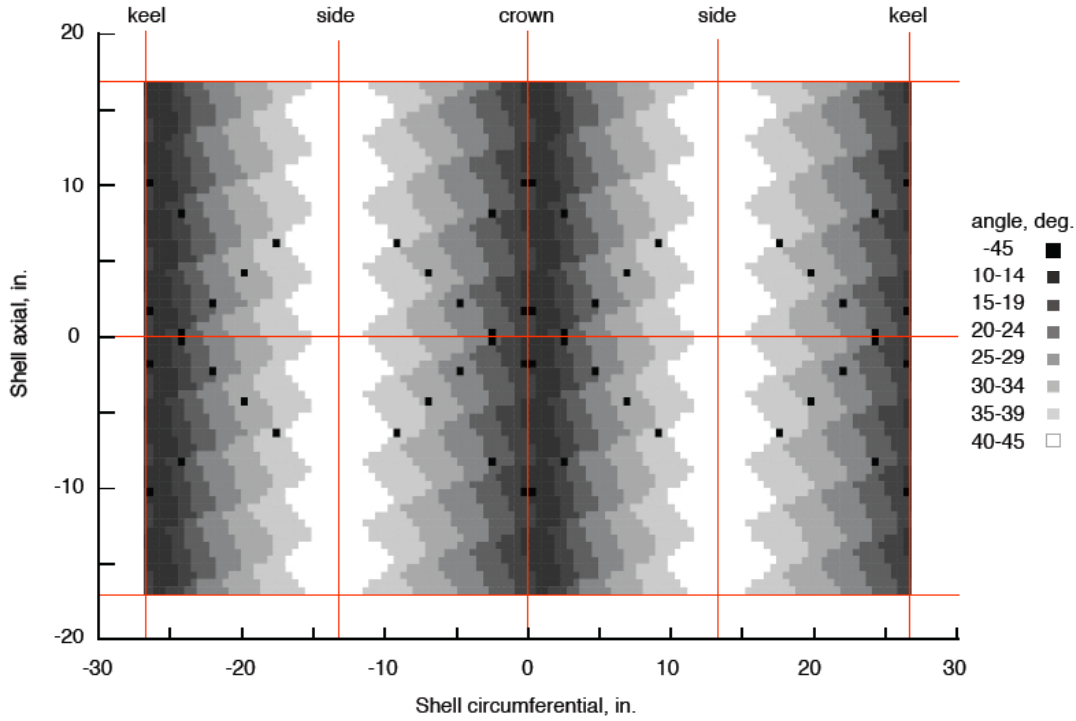 keel side crown side keel
20
10
0
-10
-20
-30 -20 -10 0 10 20 30
Shell axial, in.
Shell circumferential, in.
angle, deg.
-45
10-14
15-19
20-24
25-29
30-34
35-39
40-45